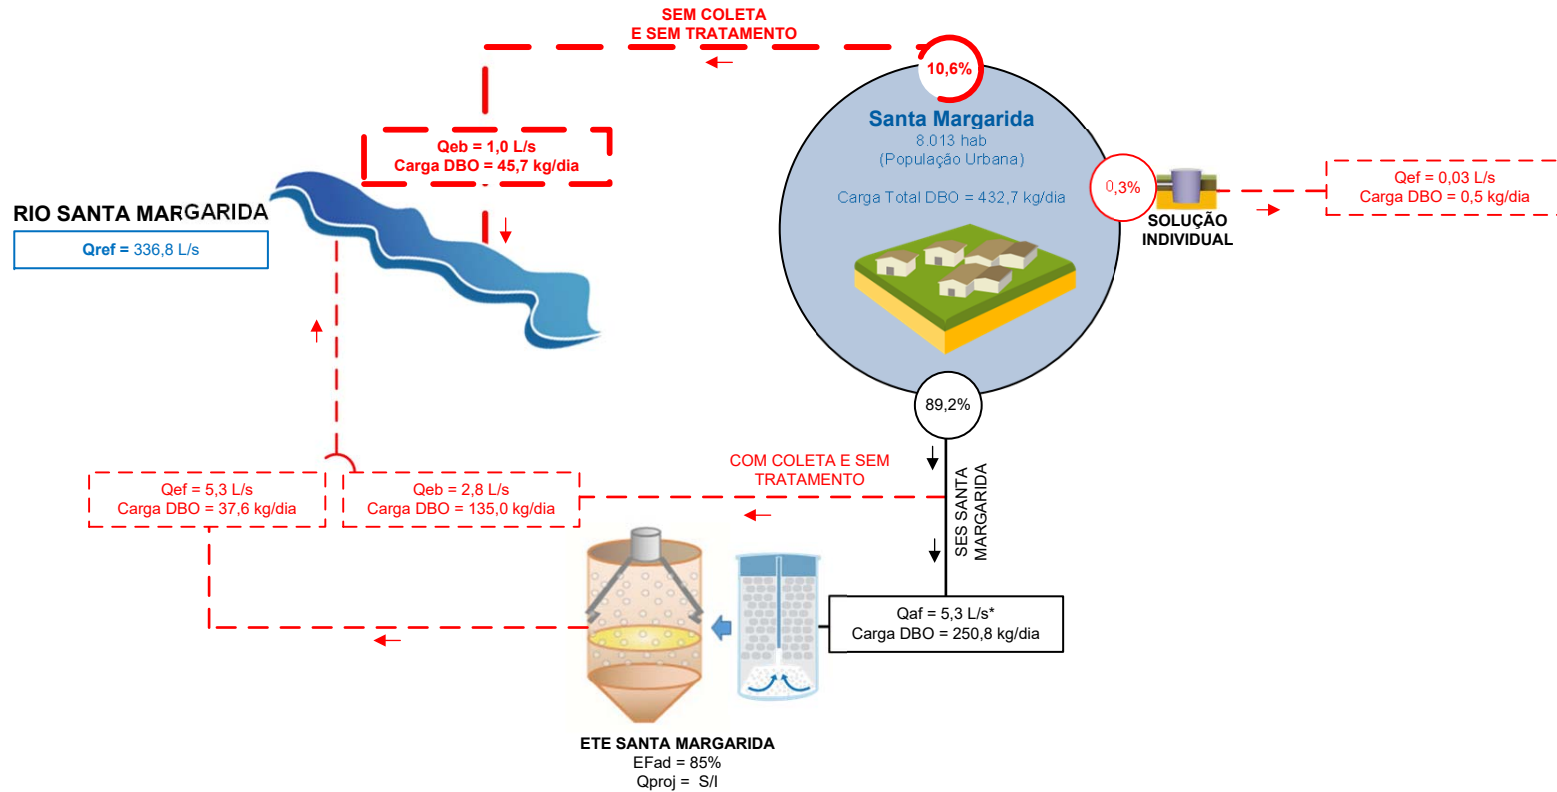 SEM COLETA
E SEM TRATAMENTO
10,6%
Santa Margarida
8.013 hab
(População Urbana)
Carga Total DBO = 432,7 kg/dia
Qeb = 1,0 L/s
Carga DBO = 45,7 kg/dia
0,3%
SOLUÇÃO
INDIVIDUAL
Qef = 0,03 L/s
Carga DBO = 0,5 kg/dia
RIO SANTA MARGARIDA
Qref = 336,8 L/s
89,2%
COM COLETA E SEM
TRATAMENTO
SES SANTA
MARGARIDA
Qef = 5,3 L/s
Carga DBO = 37,6 kg/dia
Qeb = 2,8 L/s
Carga DBO = 135,0 kg/dia
Qaf = 5,3 L/s*
Carga DBO = 250,8 kg/dia
ETE SANTA MARGARIDA
EFad = 85%
Qproj = S/I